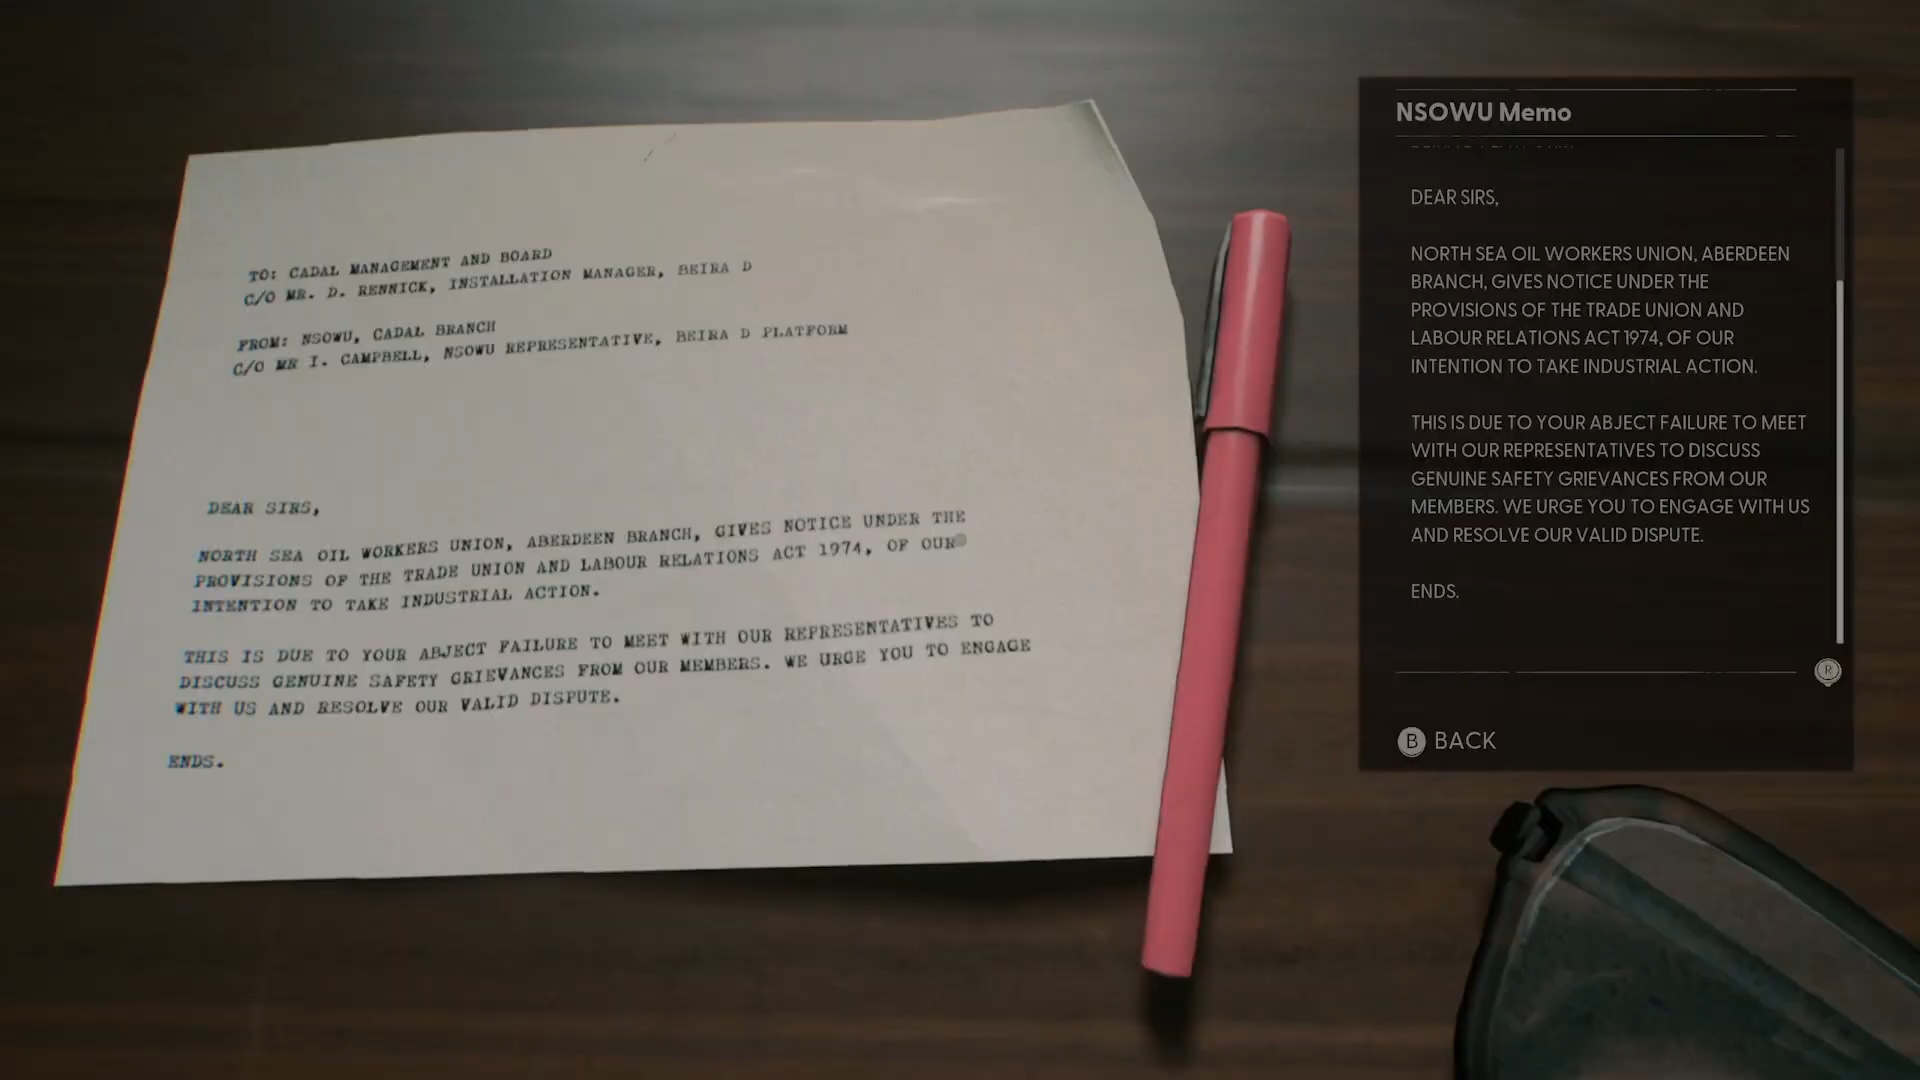 TO: CADAL MANAGEMENT AND BOARD
C/O MR. D. RENNICK, INSTALLATION MANAGER, BEIRA D
FROM: NSOWU, CADAL BRANCH
C/O MR I. CAMPBELL, NSOWU REPRESENTATIVE, BEIRA D PLATFORM
DEAR SIRS,
NORTH SEA OIL WORKERS UNION, ABERDEEN BRANCH, GIVES NOTICE UNDER THE
PROVISIONS OF THE TRADE UNION AND LABOUR RELATIONS ACT 1974, OF OUR
INTENTION TO TAKE INDUSTRIAL ACTION.
THIS IS DUE TO YOUR ABJECT FAILURE TO MEET WITH OUR REPRESENTATIVES TO
DISCUSS GENUINE SAFETY GRIEVANCES FROM OUR MEMBERS. WE URGE YOU TO ENGAGE
WITH US AND RESOLVE OUR VALID DISPUTE.
ENDS.
NSOWU Memo
DEAR SIRS,
NORTH SEA OIL WORKERS UNION, ABERDEEN
BRANCH, GIVES NOTICE UNDER THE
PROVISIONS OF THE TRADE UNION AND
LABOUR RELATIONS ACT 1974, OF OUR
INTENTION TO TAKE INDUSTRIAL ACTION.
THIS IS DUE TO YOUR ABJECT FAILURE TO MEET
WITH OUR REPRESENTATIVES TO DISCUSS
GENUINE SAFETY GRIEVANCES FROM OUR
MEMBERS. WE URGE YOU TO ENGAGE WITH US
AND RESOLVE OUR VALID DISPUTE.
ENDS.
R
B BACK